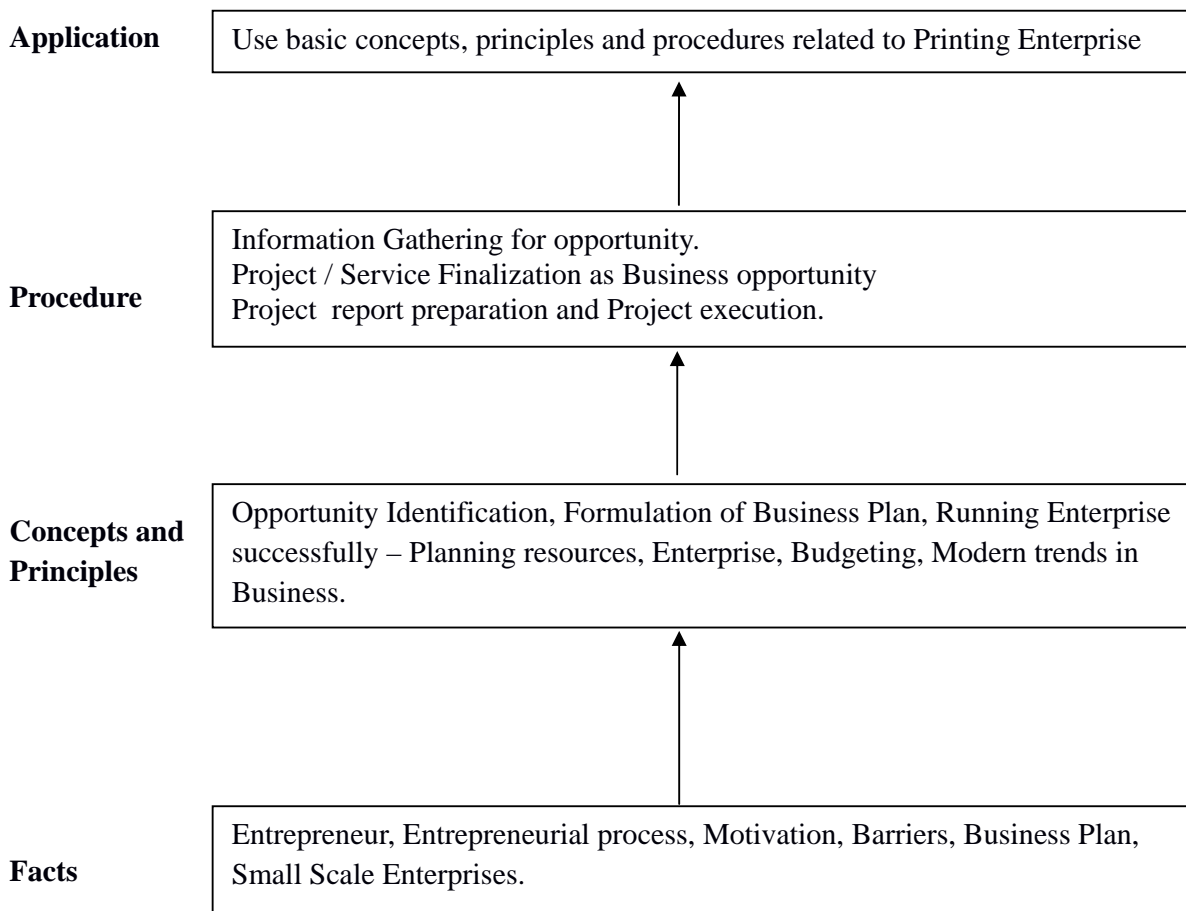 Application
Use basic concepts, principles and procedures related to Printing Enterprise
Procedure
Information Gathering for opportunity.
Project / Service Finalization as Business opportunity
Project  report preparation and Project execution.
Concepts and
Principles
Opportunity Identification, Formulation of Business Plan, Running Enterprise
successfully – Planning resources, Enterprise, Budgeting, Modern trends in
Business.
Facts
Entrepreneur, Entrepreneurial process, Motivation, Barriers, Business Plan,
Small Scale Enterprises.